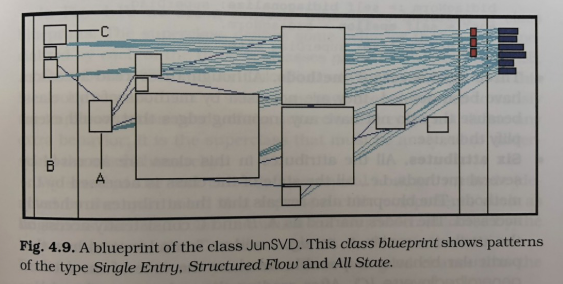 C
B
A
Fig. 4.9. A blueprint of the class JunSVD. This class blueprint shows patterns
of the type Single Entry, Structured Flow and All State.